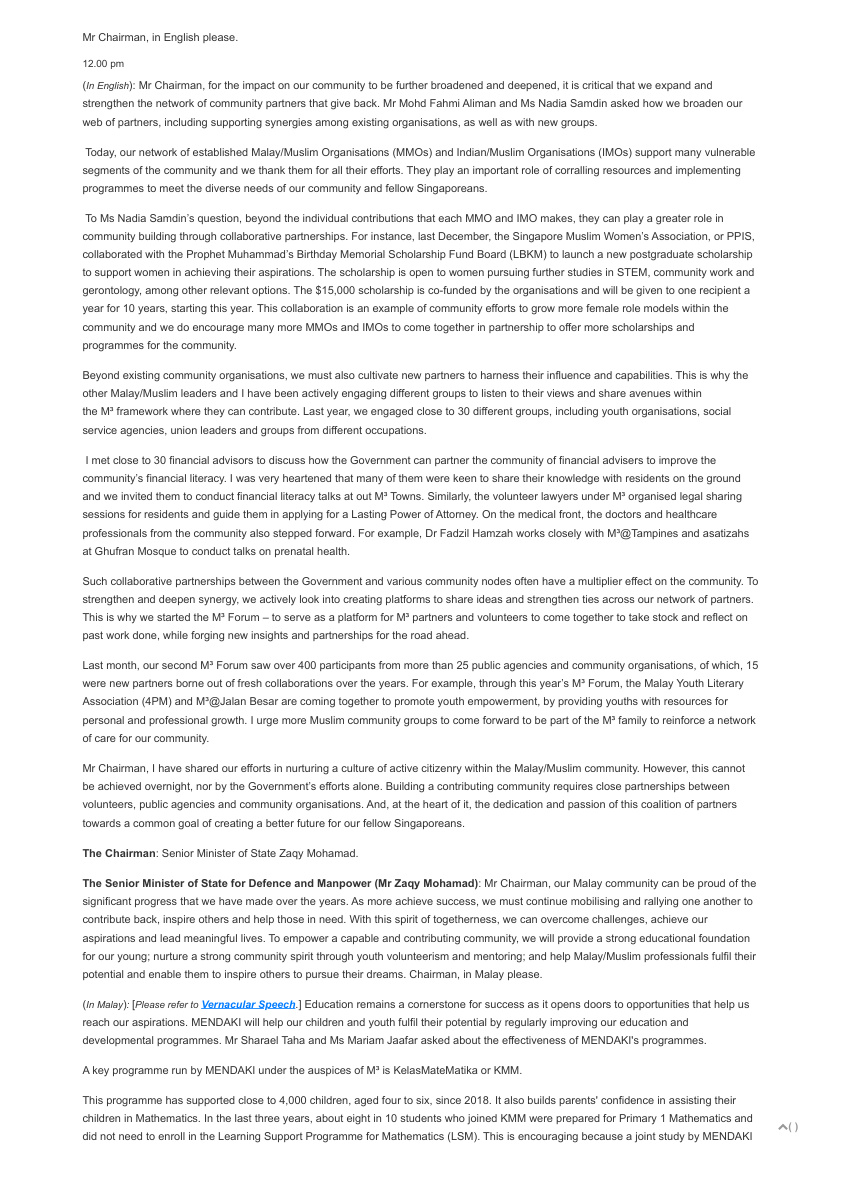 Mr Chairman, in English please.
12.00 pm
(In English): Mr Chairman, for the impact on our community to be further broadened and deepened, it is critical that we expand and
strengthen the network of community partners that give back. Mr Mohd Fahmi Aliman and Ms Nadia Samdin asked how we broaden our
web of partners, including supporting synergies among existing organisations, as well as with new groups.
Today, our network of established Malay/Muslim Organisations (MMOs) and Indian/Muslim Organisations (IMOs) support many vulnerable
segments of the community and we thank them for all their efforts. They play an important role of corralling resources and implementing
programmes to meet the diverse needs of our community and fellow Singaporeans.
To Ms Nadia Samdin's question, beyond the individual contributions that each MMO and IMO makes, they can play a greater role in
community building through collaborative partnerships. For instance, last December, the Singapore Muslim Women's Association, or PPIS,
collaborated with the Prophet Muhammad's Birthday Memorial Scholarship Fund Board (LBKM) to launch a new postgraduate scholarship
to support women in achieving their aspirations. The scholarship is open to women pursuing further studies in STEM, community work and
gerontology, among other relevant options. The $15,000 scholarship is co-funded by the organisations and will be given to one recipient a
year for 10 years, starting this year. This collaboration is an example of community efforts to grow more female role models within the
community and we do encourage many more MMOs and IMOs to come together in partnership to offer more scholarships and
programmes for the community.
Beyond existing community organisations, we must also cultivate new partners to harness their influence and capabilities. This is why the
other Malay/Muslim leaders and I have been actively engaging different groups to listen to their views and share avenues within
the M³ framework where they can contribute. Last year, we engaged close to 30 different groups, including youth organisations, social
service agencies, union leaders and groups from different occupations.
I met close to 30 financial advisors to discuss how the Government can partner the community of financial advisers to improve the
community's financial literacy. I was very heartened that many of them were keen to share their knowledge with residents on the ground
and we invited them to conduct financial literacy talks at out M³ Towns. Similarly, the volunteer lawyers under M³ organised legal sharing
sessions for residents and guide them in applying for a Lasting Power of Attorney. On the medical front, the doctors and healthcare
professionals from the community also stepped forward. For example, Dr Fadzil Hamzah works closely with M³@Tampines and asatizahs
at Ghufran Mosque to conduct talks on prenatal health.
Such collaborative partnerships between the Government and various community nodes often have a multiplier effect on the community. To
strengthen and deepen synergy, we actively look into creating platforms to share ideas and strengthen ties across our network of partners.
This is why we started the M³ Forum – to serve as a platform for M³ partners and volunteers to come together to take stock and reflect on
past work done, while forging new insights and partnerships for the road ahead.
Last month, our second M³ Forum saw over 400 participants from more than 25 public agencies and community organisations, of which, 15
were new partners borne out of fresh collaborations over the years. For example, through this year's M³ Forum, the Malay Youth Literary
Association (4PM) and M³@Jalan Besar are coming together to promote youth empowerment, by providing youths with resources for
personal and professional growth. I urge more Muslim community groups to come forward to be part of the M³ family to reinforce a network
of care for our community.
Mr Chairman, I have shared our efforts in nurturing a culture of active citizenry within the Malay/Muslim community. However, this cannot
be achieved overnight, nor by the Government's efforts alone. Building a contributing community requires close partnerships between
volunteers, public agencies and community organisations. And, at the heart of it, the dedication and passion of this coalition of partners
towards a common goal of creating a better future for our fellow Singaporeans.
The Chairman: Senior Minister of State Zaqy Mohamad.
The Senior Minister of State for Defence and Manpower (Mr Zaqy Mohamad): Mr Chairman, our Malay community can be proud of the
significant progress that we have made over the years. As more achieve success, we must continue mobilising and rallying one another to
contribute back, inspire others and help those in need. With this spirit of togetherness, we can overcome challenges, achieve our
aspirations and lead meaningful lives. To empower a capable and contributing community, we will provide a strong educational foundation
for our young; nurture a strong community spirit through youth volunteerism and mentoring; and help Malay/Muslim professionals fulfil their
potential and enable them to inspire others to pursue their dreams. Chairman, in Malay please.
(In Malay): [Please refer to Vernacular Speech.] Education remains a cornerstone for success as it opens doors to opportunities that help us
reach our aspirations. MENDAKI will help our children and youth fulfil their potential by regularly improving our education and
developmental programmes. Mr Sharael Taha and Ms Mariam Jaafar asked about the effectiveness of MENDAKI's programmes.
A key programme run by MENDAKI under the auspices of M³ is KelasMateMatika or KMM.
This programme has supported close to 4,000 children, aged four to six, since 2018. It also builds parents' confidence in assisting their
children in Mathematics. In the last three years, about eight in 10 students who joined KMM were prepared for Primary 1 Mathematics and
did not need to enroll in the Learning Support Programme for Mathematics (LSM). This is encouraging because a joint study by MENDAKI
( )